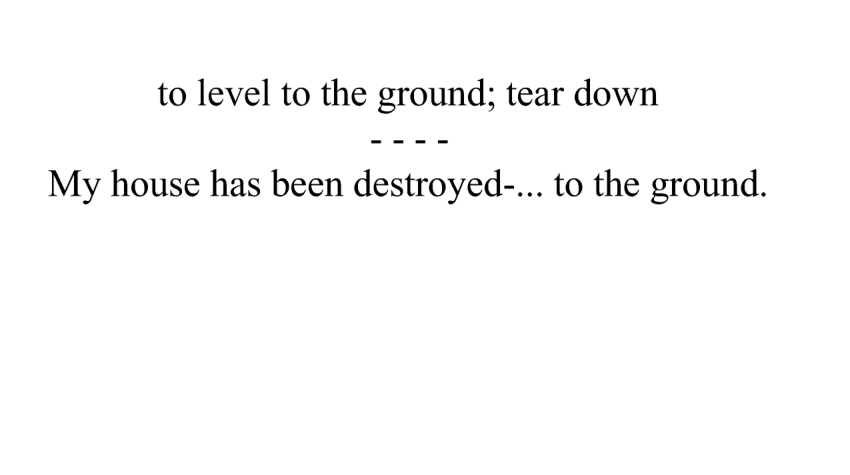 to level to the ground; tear down
- - - -
My house has been destroyed-... to the ground.